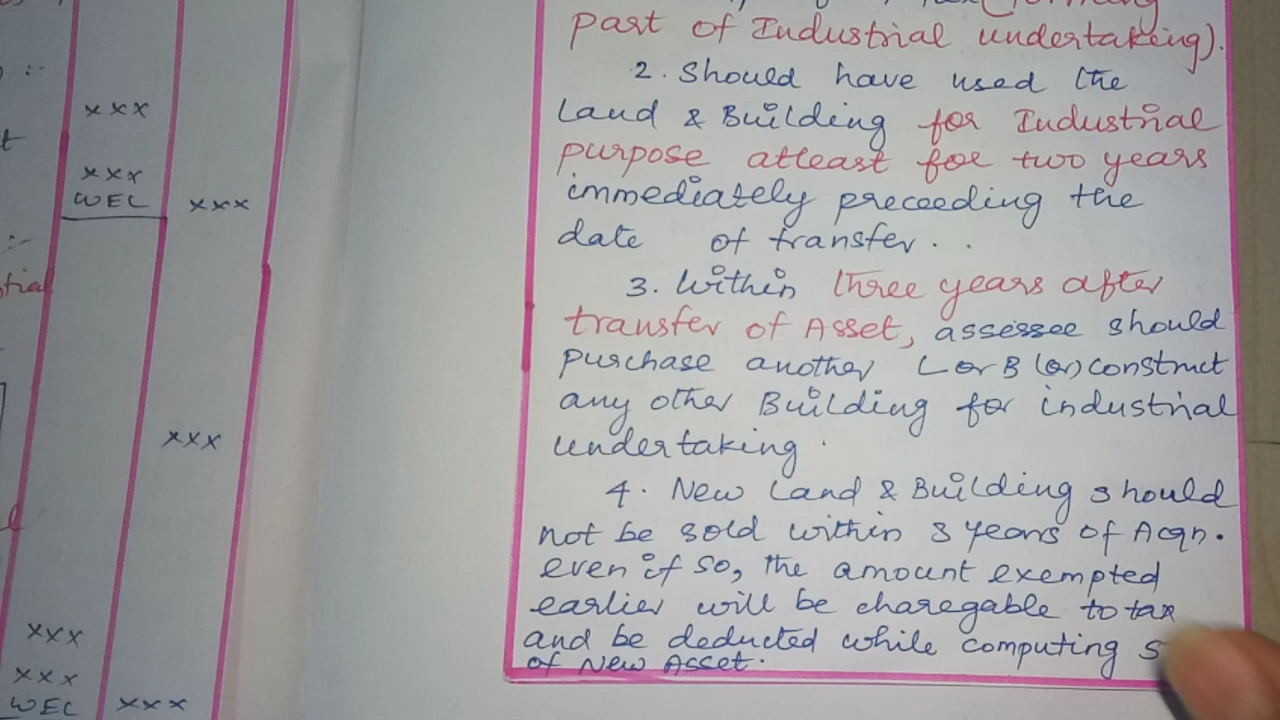 xxx
xxx
WEC
xxx
tial
xxx
xxx
xxx
WEC
xxx
part of Industrial undertaking).
2. Should have used the
Land & Building for Industrial
purpose atleast for two years
immediately preceeding the
date of transfer.
3. Within three years after
transfer of Asset, assessee should
purchase another L or B (or) construct
any other Building for industrial
undertaking.
4. New Land & Building should
not be sold within 3 years of Acqn.
even if so, the amount exempted
earlier will be charegable to tax
and be deducted while computing
of New Asset.